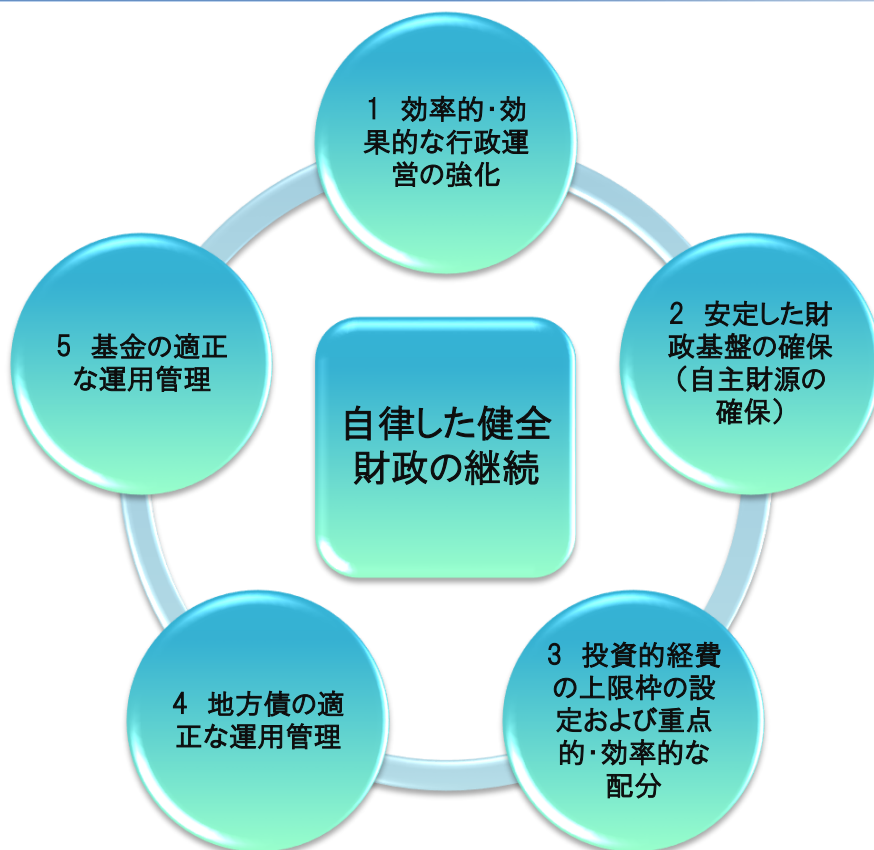 1 効率的・効
果的な行政運
営の強化
2 安定した財
政基盤の確保
（自主財源の
確保）
3 投資的経費
の上限枠の設
定および重点
的・効率的な
配分
4 地方債の適
正な運用管理
5 基金の適正
な運用管理
自律した健全
財政の継続